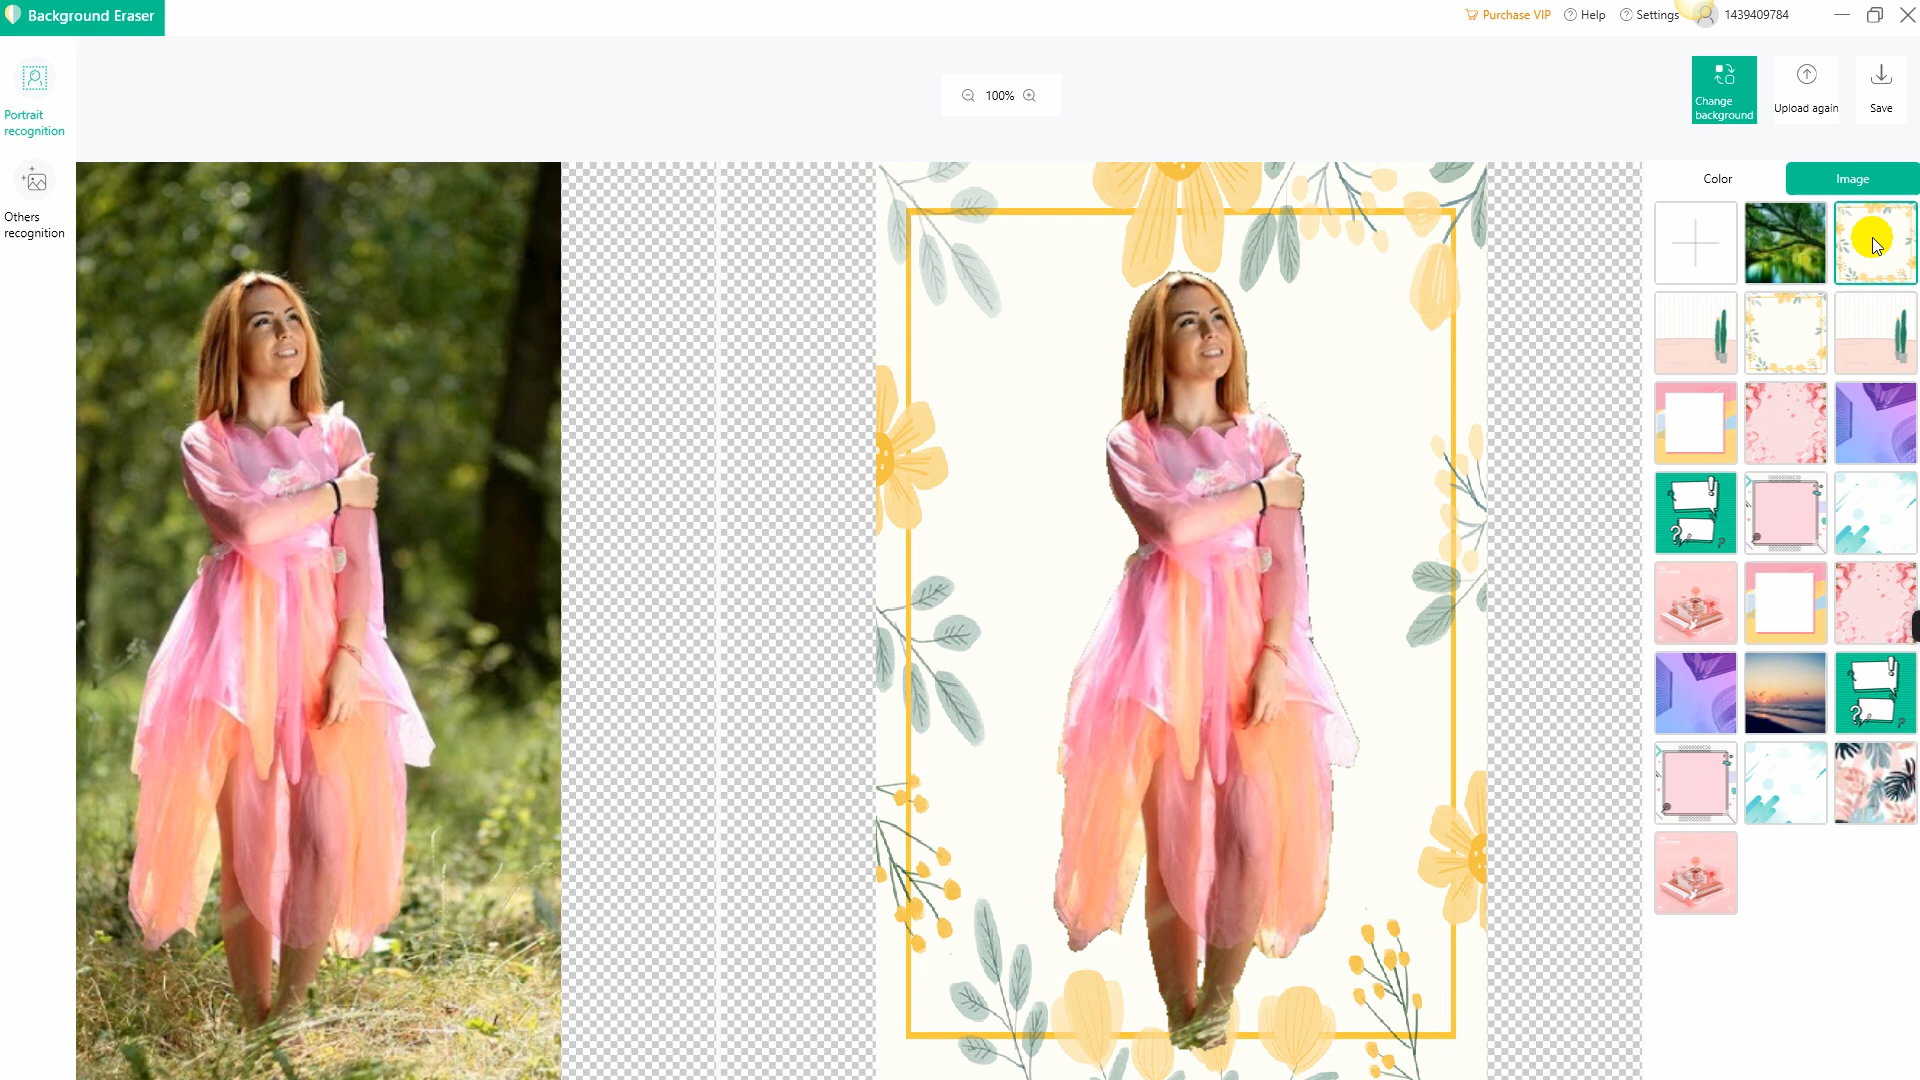 Background Eraser
Purchase VIP
Help
Settings
1439409784
Portrait
recognition
Others
recognition
100%
Change
background
Upload again
Save
Color
Image